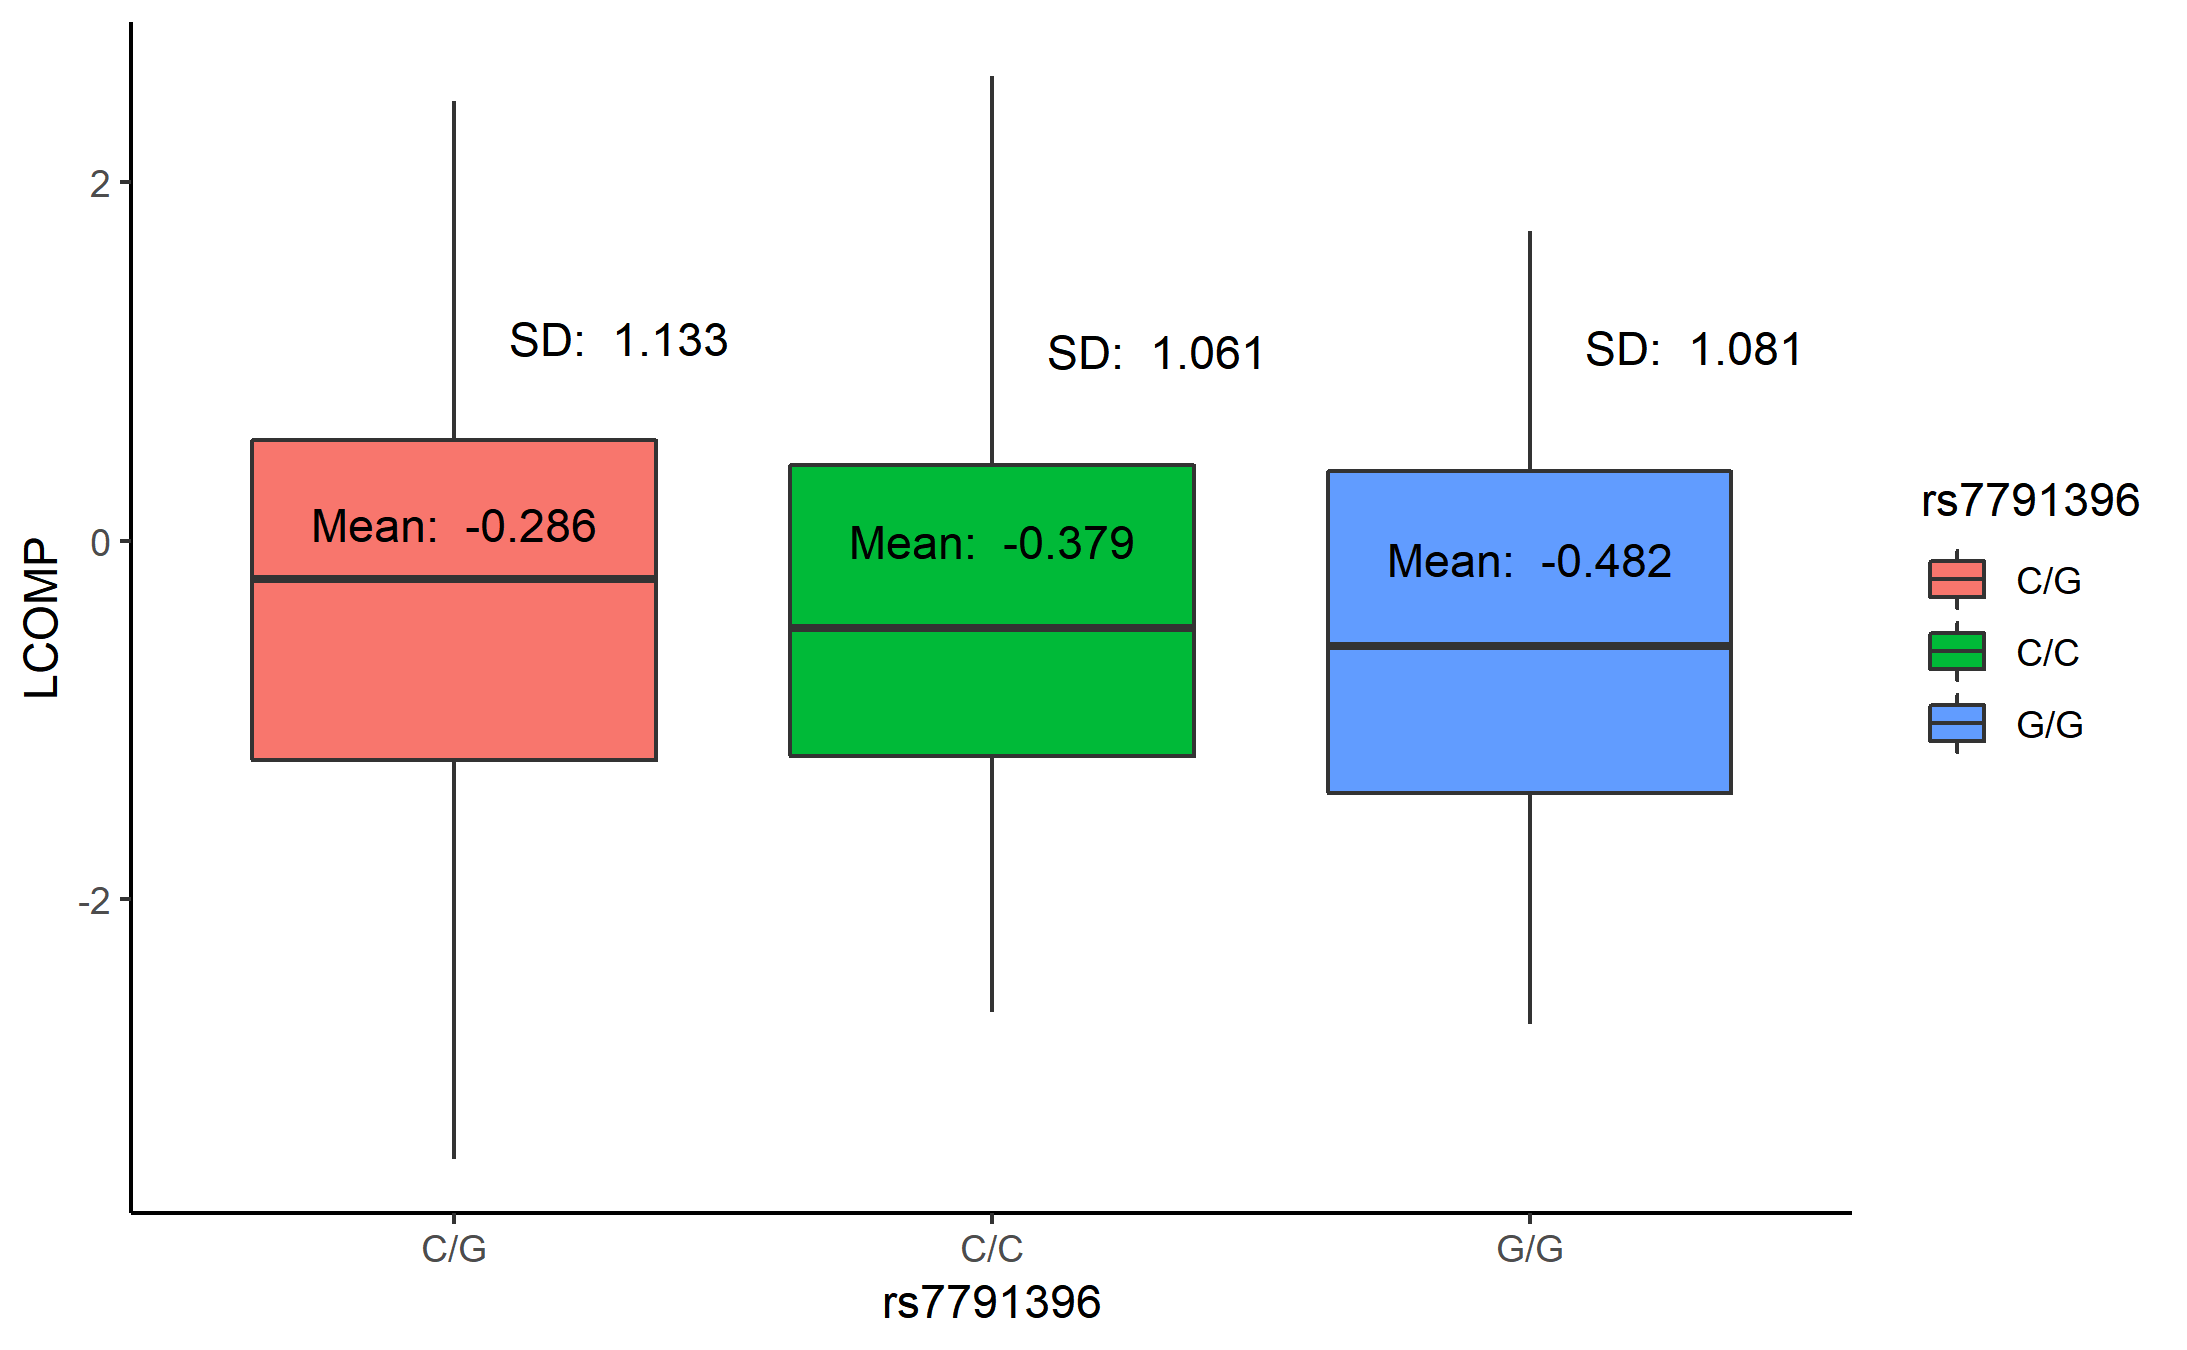 LCOMP
2
0
-2
SD: 1.133
SD: 1.061
SD: 1.081
Mean: -0.286
Mean: -0.379
Mean: -0.482
C/G
C/C
G/G
rs7791396
rs7791396
C/G
C/C
G/G